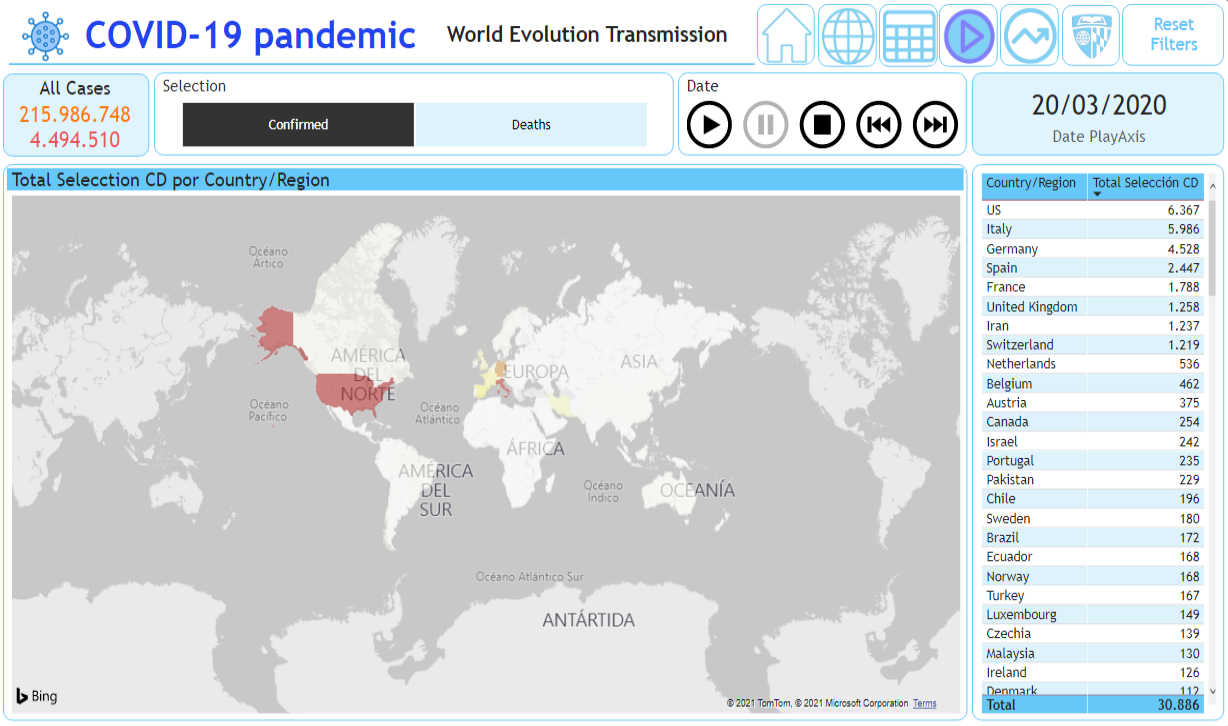 COVID-19 pandemic
World Evolution Transmission
Reset
Filters
All Cases
215.986.748
4.494.510
Selection
Confirmed
Deaths
Date
20/03/2020
Date PlayAxis
Total Selecction CD por Country/Region
Océano
Ártico
AMÉRICA
DEL
NORTE
EUROPA
ASIA
Océano
Pacífico
Océano
Atlántico
ÁFRICA
AMÉRICA
DEL
SUR
Océano
Índico
OCEANÍA
Océano Atlántico Sur
ANTÁRTIDA
Bing
© 2021 TomTom, © 2021 Microsoft Corporation Terms
Country/Region Total Selección CD
US 6.367
Italy 5.986
Germany 4.528
Spain 2.447
France 1.788
United Kingdom 1.258
Iran 1.237
Switzerland 1.219
Netherlands 536
Belgium 462
Austria 375
Canada 254
Israel 242
Portugal 235
Pakistan 229
Chile 196
Sweden 180
Brazil 172
Ecuador 168
Norway 168
Turkey 167
Luxembourg 149
Czechia 139
Malaysia 130
Ireland 126
Denmark 112
Total 30.886